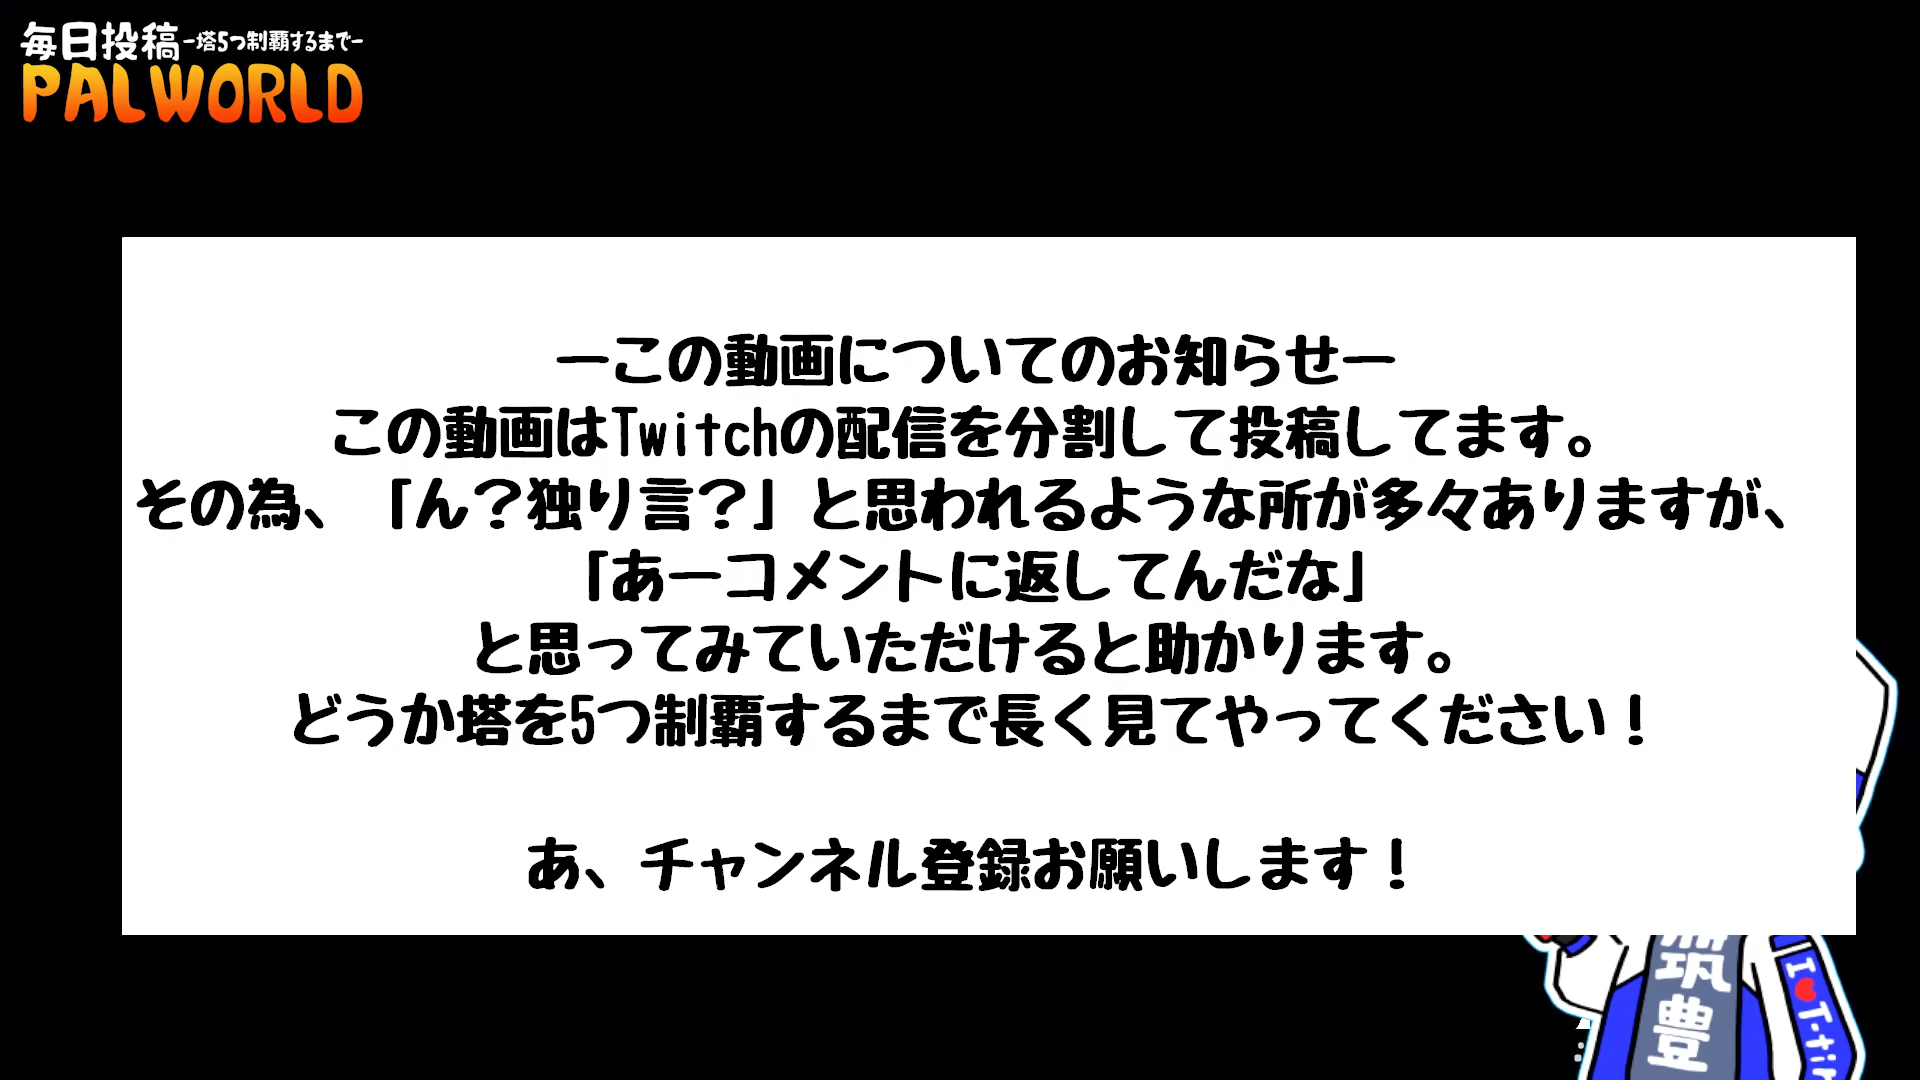 毎日投稿-塔5つ制覇するまで-
PALWORLD
ーこの動画についてのお知らせー
この動画はTwitchの配信を分割して投稿してます。
その為、「ん？独り言？」と思われるような所が多々ありますが、
「あーコメントに返してんだな」
と思ってみていただけると助かります。
どうか塔を5つ制覇するまで長く見てやってください！
あ、チャンネル登録お願いします！
筑豊
I♥T-tir